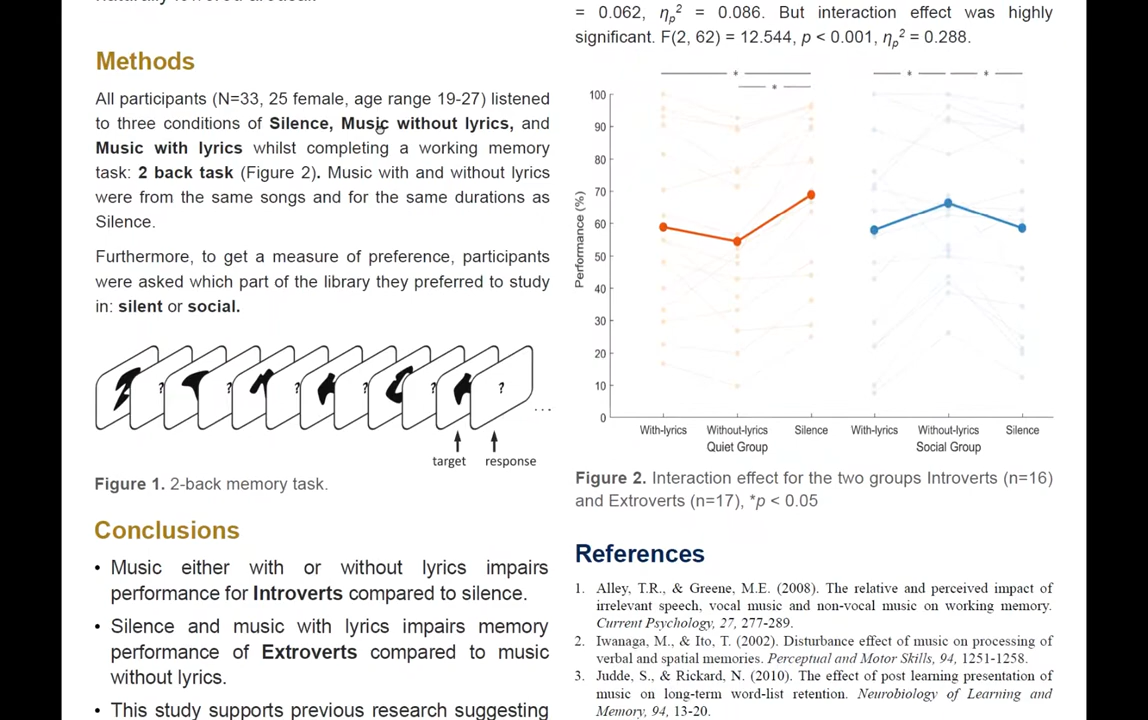 Methods
All participants (N=33, 25 female, age range 19-27) listened
to three conditions of Silence, Music without lyrics, and
Music with lyrics whilst completing a working memory
task: 2 back task (Figure 2). Music with and without lyrics
were from the same songs and for the same durations as
Silence.
Furthermore, to get a measure of preference, participants
were asked which part of the library they preferred to study
in: silent or social.
? ? ? ? ? ?
...
target response
Figure 1. 2-back memory task.
Conclusions
• Music either with or without lyrics impairs
performance for Introverts compared to silence.
• Silence and music with lyrics impairs memory
performance of Extroverts compared to music
without lyrics.
• This study supports previous research suggesting
= 0.062, ηp² = 0.086. But interaction effect was highly
significant. F(2, 62) = 12.544, p < 0.001, ηp² = 0.288.
* * * *
Performance (%)
100
90
80
70
60
50
40
30
20
10
0
With-lyrics Without-lyrics Silence With-lyrics Without-lyrics Silence
Quiet Group Social Group
Figure 2. Interaction effect for the two groups Introverts (n=16)
and Extroverts (n=17), *p < 0.05
References
1. Alley, T.R., & Greene, M.E. (2008). The relative and perceived impact of
irrelevant speech, vocal music and non-vocal music on working memory.
Current Psychology, 27, 277-289.
2. Iwanaga, M., & Ito, T. (2002). Disturbance effect of music on processing of
verbal and spatial memories. Perceptual and Motor Skills, 94, 1251-1258.
3. Judde, S., & Rickard, N. (2010). The effect of post learning presentation of
music on long-term word-list retention. Neurobiology of Learning and
Memory, 94, 13-20.